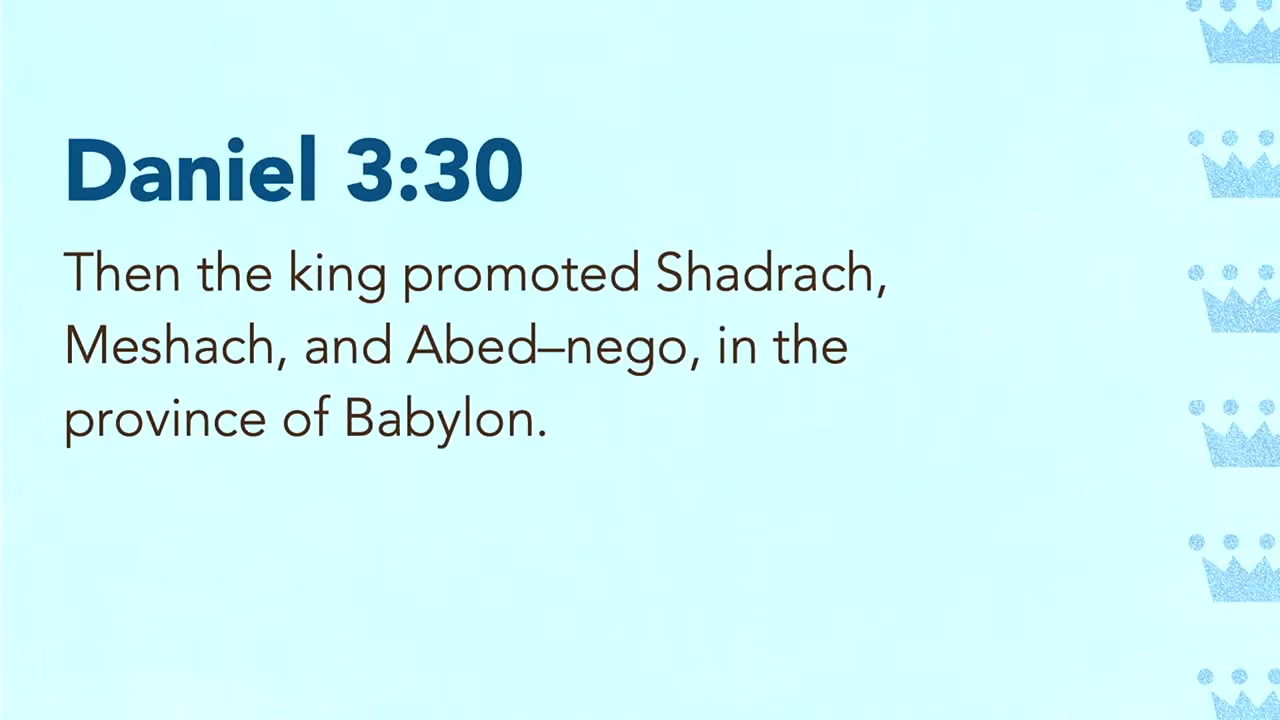 Daniel 3:30
Then the king promoted Shadrach,
Meshach, and Abed–nego, in the
province of Babylon.